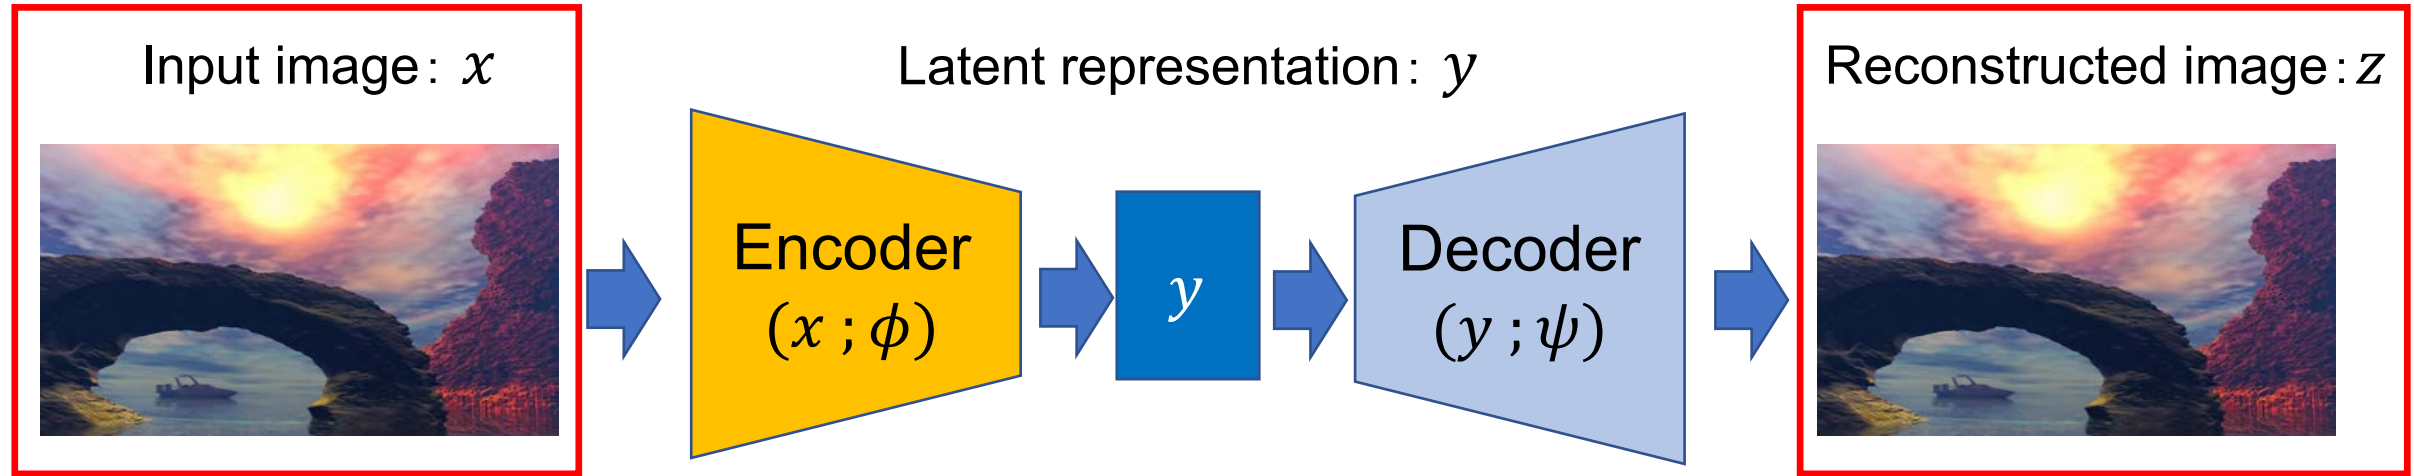 Input image: x
Latent representation: y
Reconstructed image: z
Encoder
(x ; ϕ)
y
Decoder
(y ; ψ)